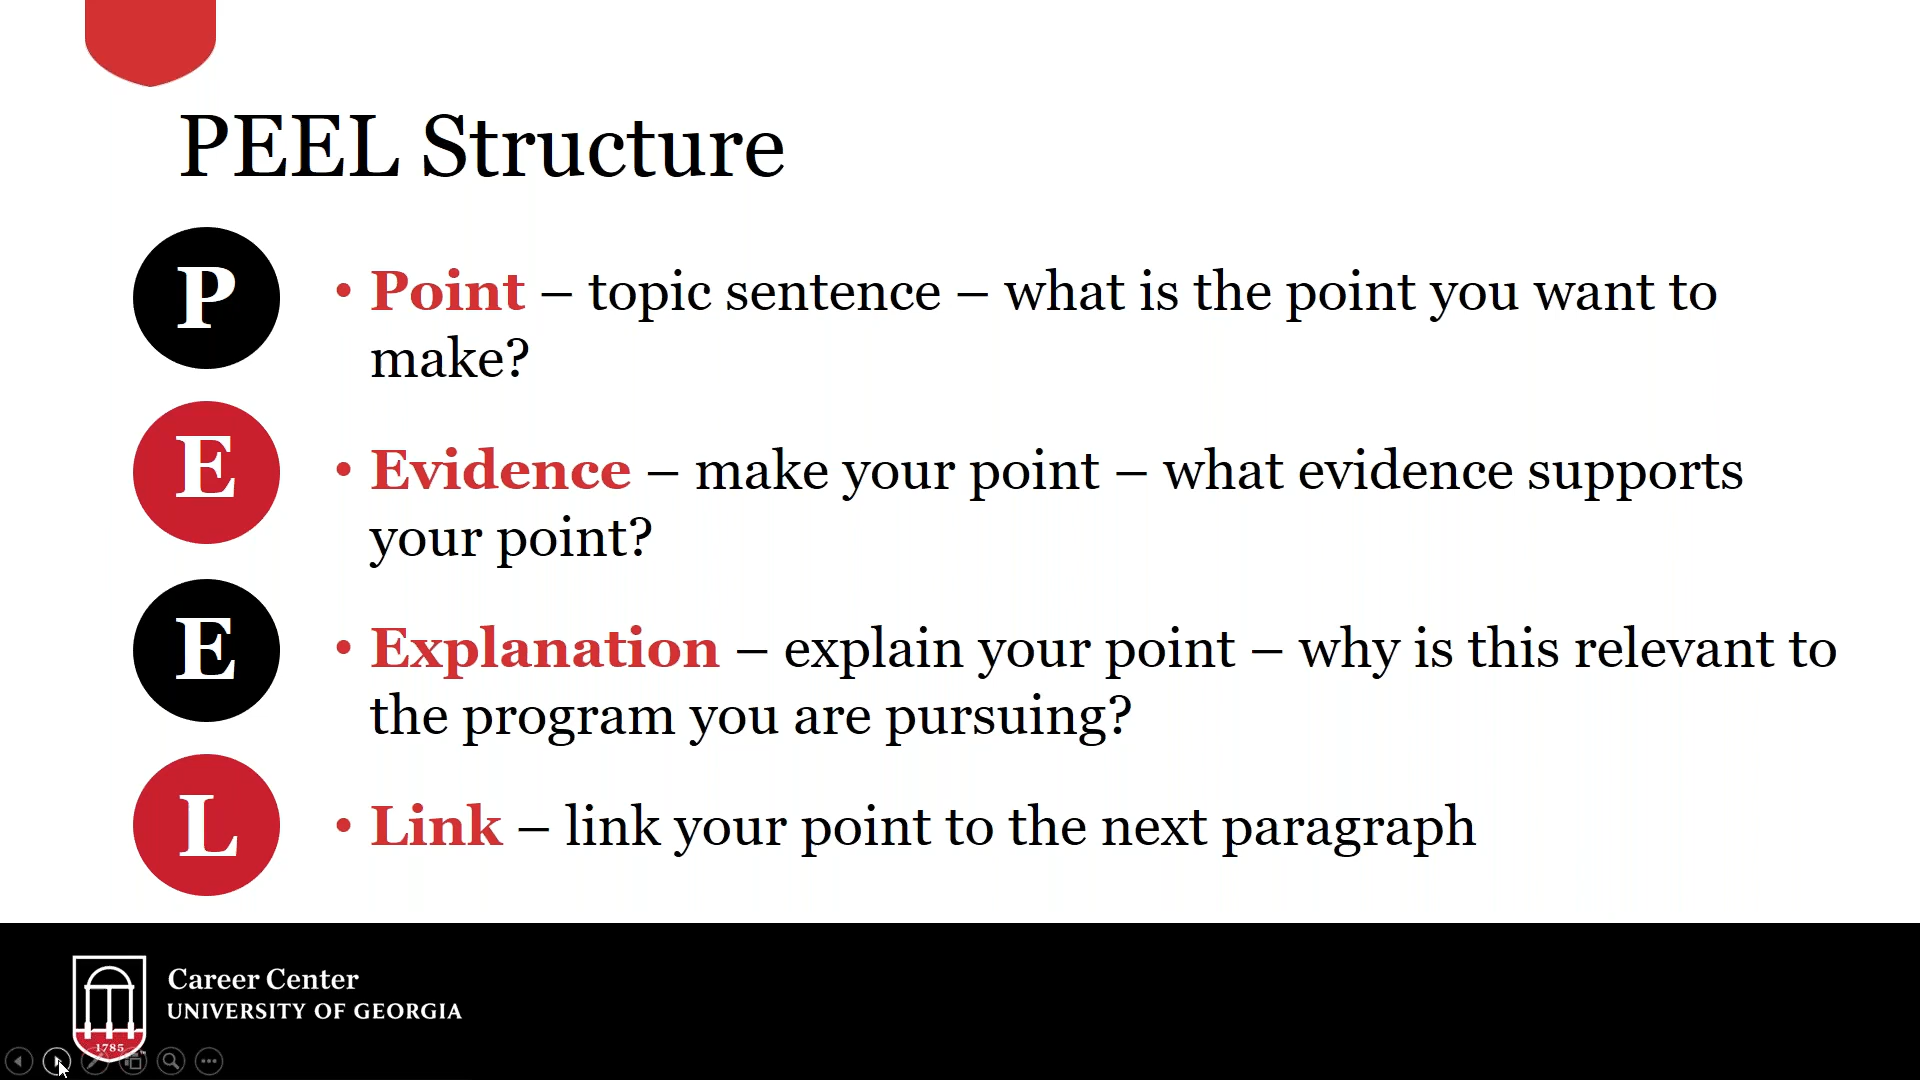 PEEL Structure
P
• Point – topic sentence – what is the point you want to
make?
E
• Evidence – make your point – what evidence supports
your point?
E
• Explanation – explain your point – why is this relevant to
the program you are pursuing?
L
• Link – link your point to the next paragraph
Career Center
UNIVERSITY OF GEORGIA
1785